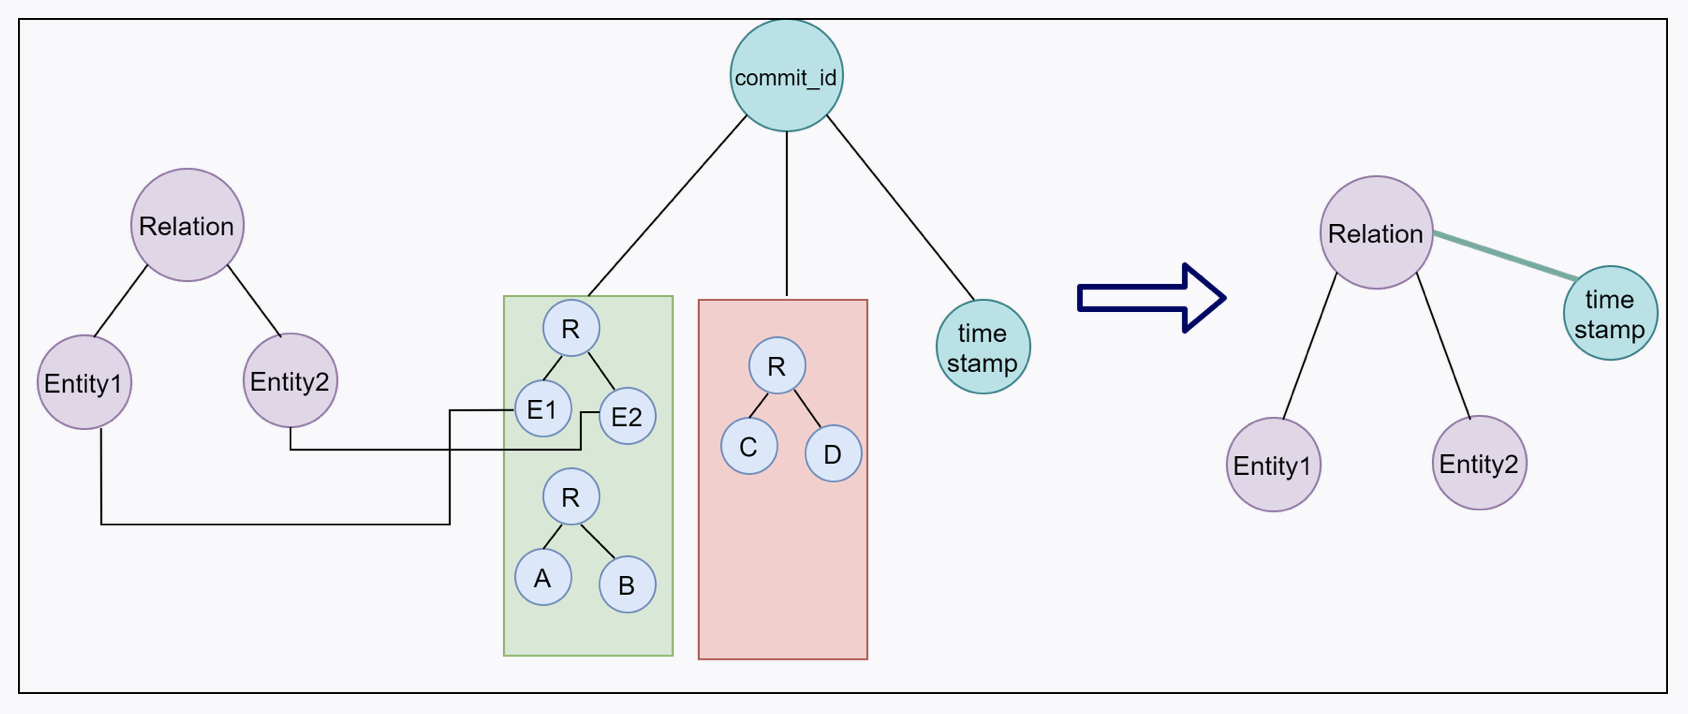 commit_id
Relation
Entity1
Entity2
R
E1
E2
R
A
B
R
C
D
time
stamp
Relation
time
stamp
Entity1
Entity2